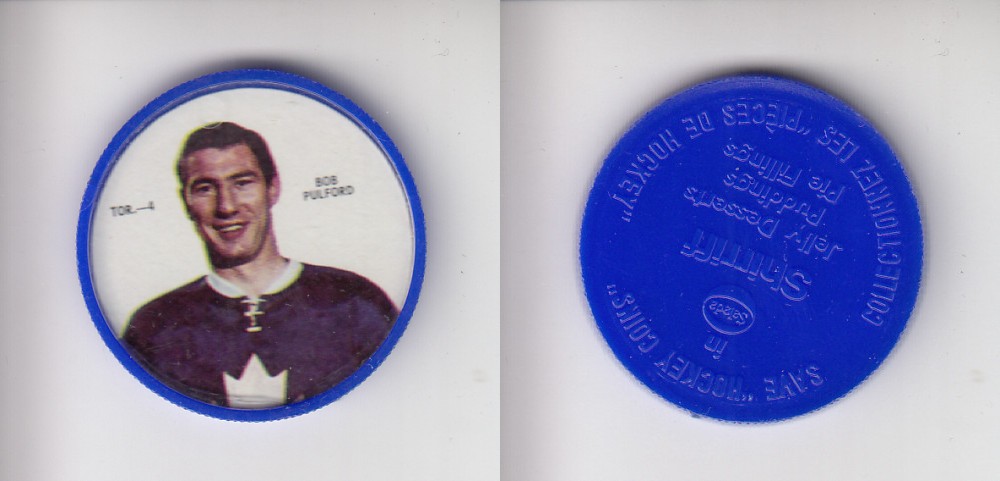 TOR.—4
BOB
PULFORD
SAVE "HOCKEY COINS"
in
Salada
Shirriff
Jelly Desserts
Puddings
Pie Fillings
COLLECTIONNEZ LES "PIÈCES DE HOCKEY"